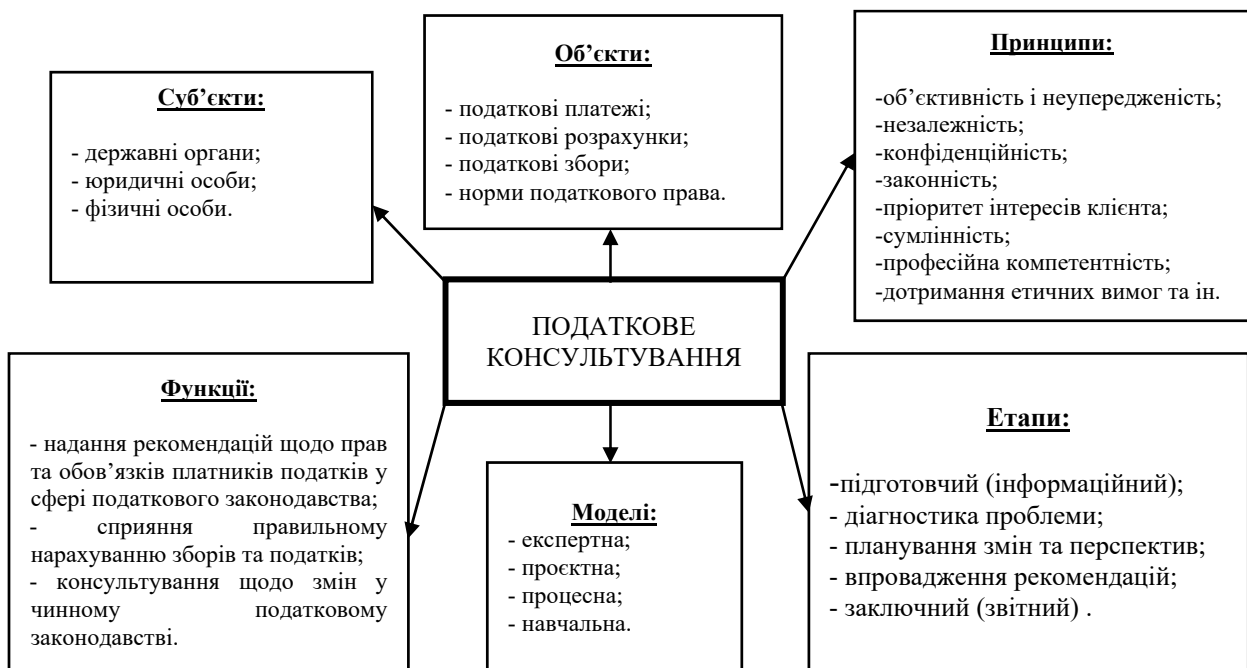 Суб’єкти:
- державні органи;
- юридичні особи;
- фізичні особи.
Об’єкти:
- податкові платежі;
- податкові розрахунки;
- податкові збори;
- норми податкового права.
Принципи:
-об’єктивність і неупередженість;
-незалежність;
-конфіденційність;
-законність;
-пріоритет інтересів клієнта;
-сумлінність;
-професійна компетентність;
-дотримання етичних вимог та ін.
ПОДАТКОВЕ
КОНСУЛЬТУВАННЯ
Функції:
- надання рекомендацій щодо прав
та обов’язків платників податків у
сфері податкового законодавства;
- сприяння правильному
нарахуванню зборів та податків;
- консультування щодо змін у
чинному податковому
законодавстві.
Моделі:
- експертна;
- проєктна;
- процесна;
- навчальна.
Етапи:
-підготовчий (інформаційний);
- діагностика проблеми;
- планування змін та перспектив;
- впровадження рекомендацій;
- заключний (звітний) .